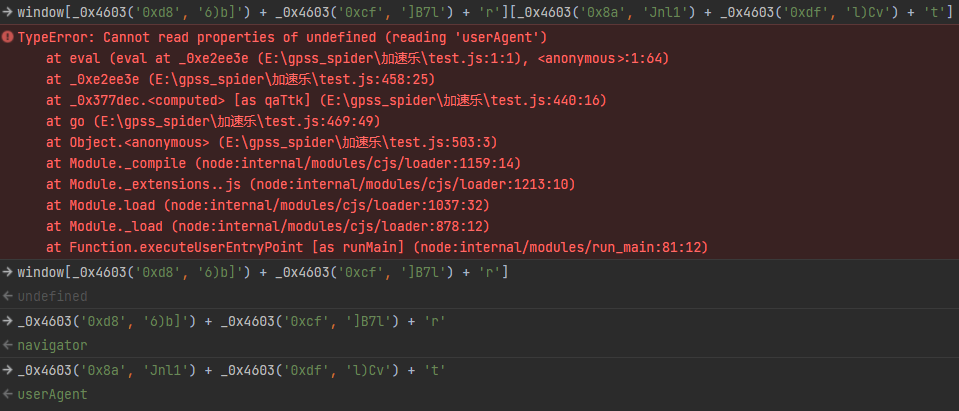 window[_0x4603('0xd8', '6)b]') + _0x4603('0xcf', ']B7l') + 'r'][_0x4603('0x8a', 'Jnl1') + _0x4603('0xdf', 'l)Cv') + 't']
TypeError: Cannot read properties of undefined (reading 'userAgent')
at eval (eval at _0xe2ee3e (E:\gpss_spider\加速乐\test.js:1:1), <anonymous>:1:64)
at _0xe2ee3e (E:\gpss_spider\加速乐\test.js:458:25)
at _0x377dec.<computed> [as qaTtk] (E:\gpss_spider\加速乐\test.js:440:16)
at go (E:\gpss_spider\加速乐\test.js:469:49)
at Object.<anonymous> (E:\gpss_spider\加速乐\test.js:503:3)
at Module._compile (node:internal/modules/cjs/loader:1159:14)
at Module._extensions..js (node:internal/modules/cjs/loader:1213:10)
at Module.load (node:internal/modules/cjs/loader:1037:32)
at Module._load (node:internal/modules/cjs/loader:878:12)
at Function.executeUserEntryPoint [as runMain] (node:internal/modules/run_main:81:12)
window[_0x4603('0xd8', '6)b]') + _0x4603('0xcf', ']B7l') + 'r']
undefined
_0x4603('0xd8', '6)b]') + _0x4603('0xcf', ']B7l') + 'r'
navigator
_0x4603('0x8a', 'Jnl1') + _0x4603('0xdf', 'l)Cv') + 't'
userAgent